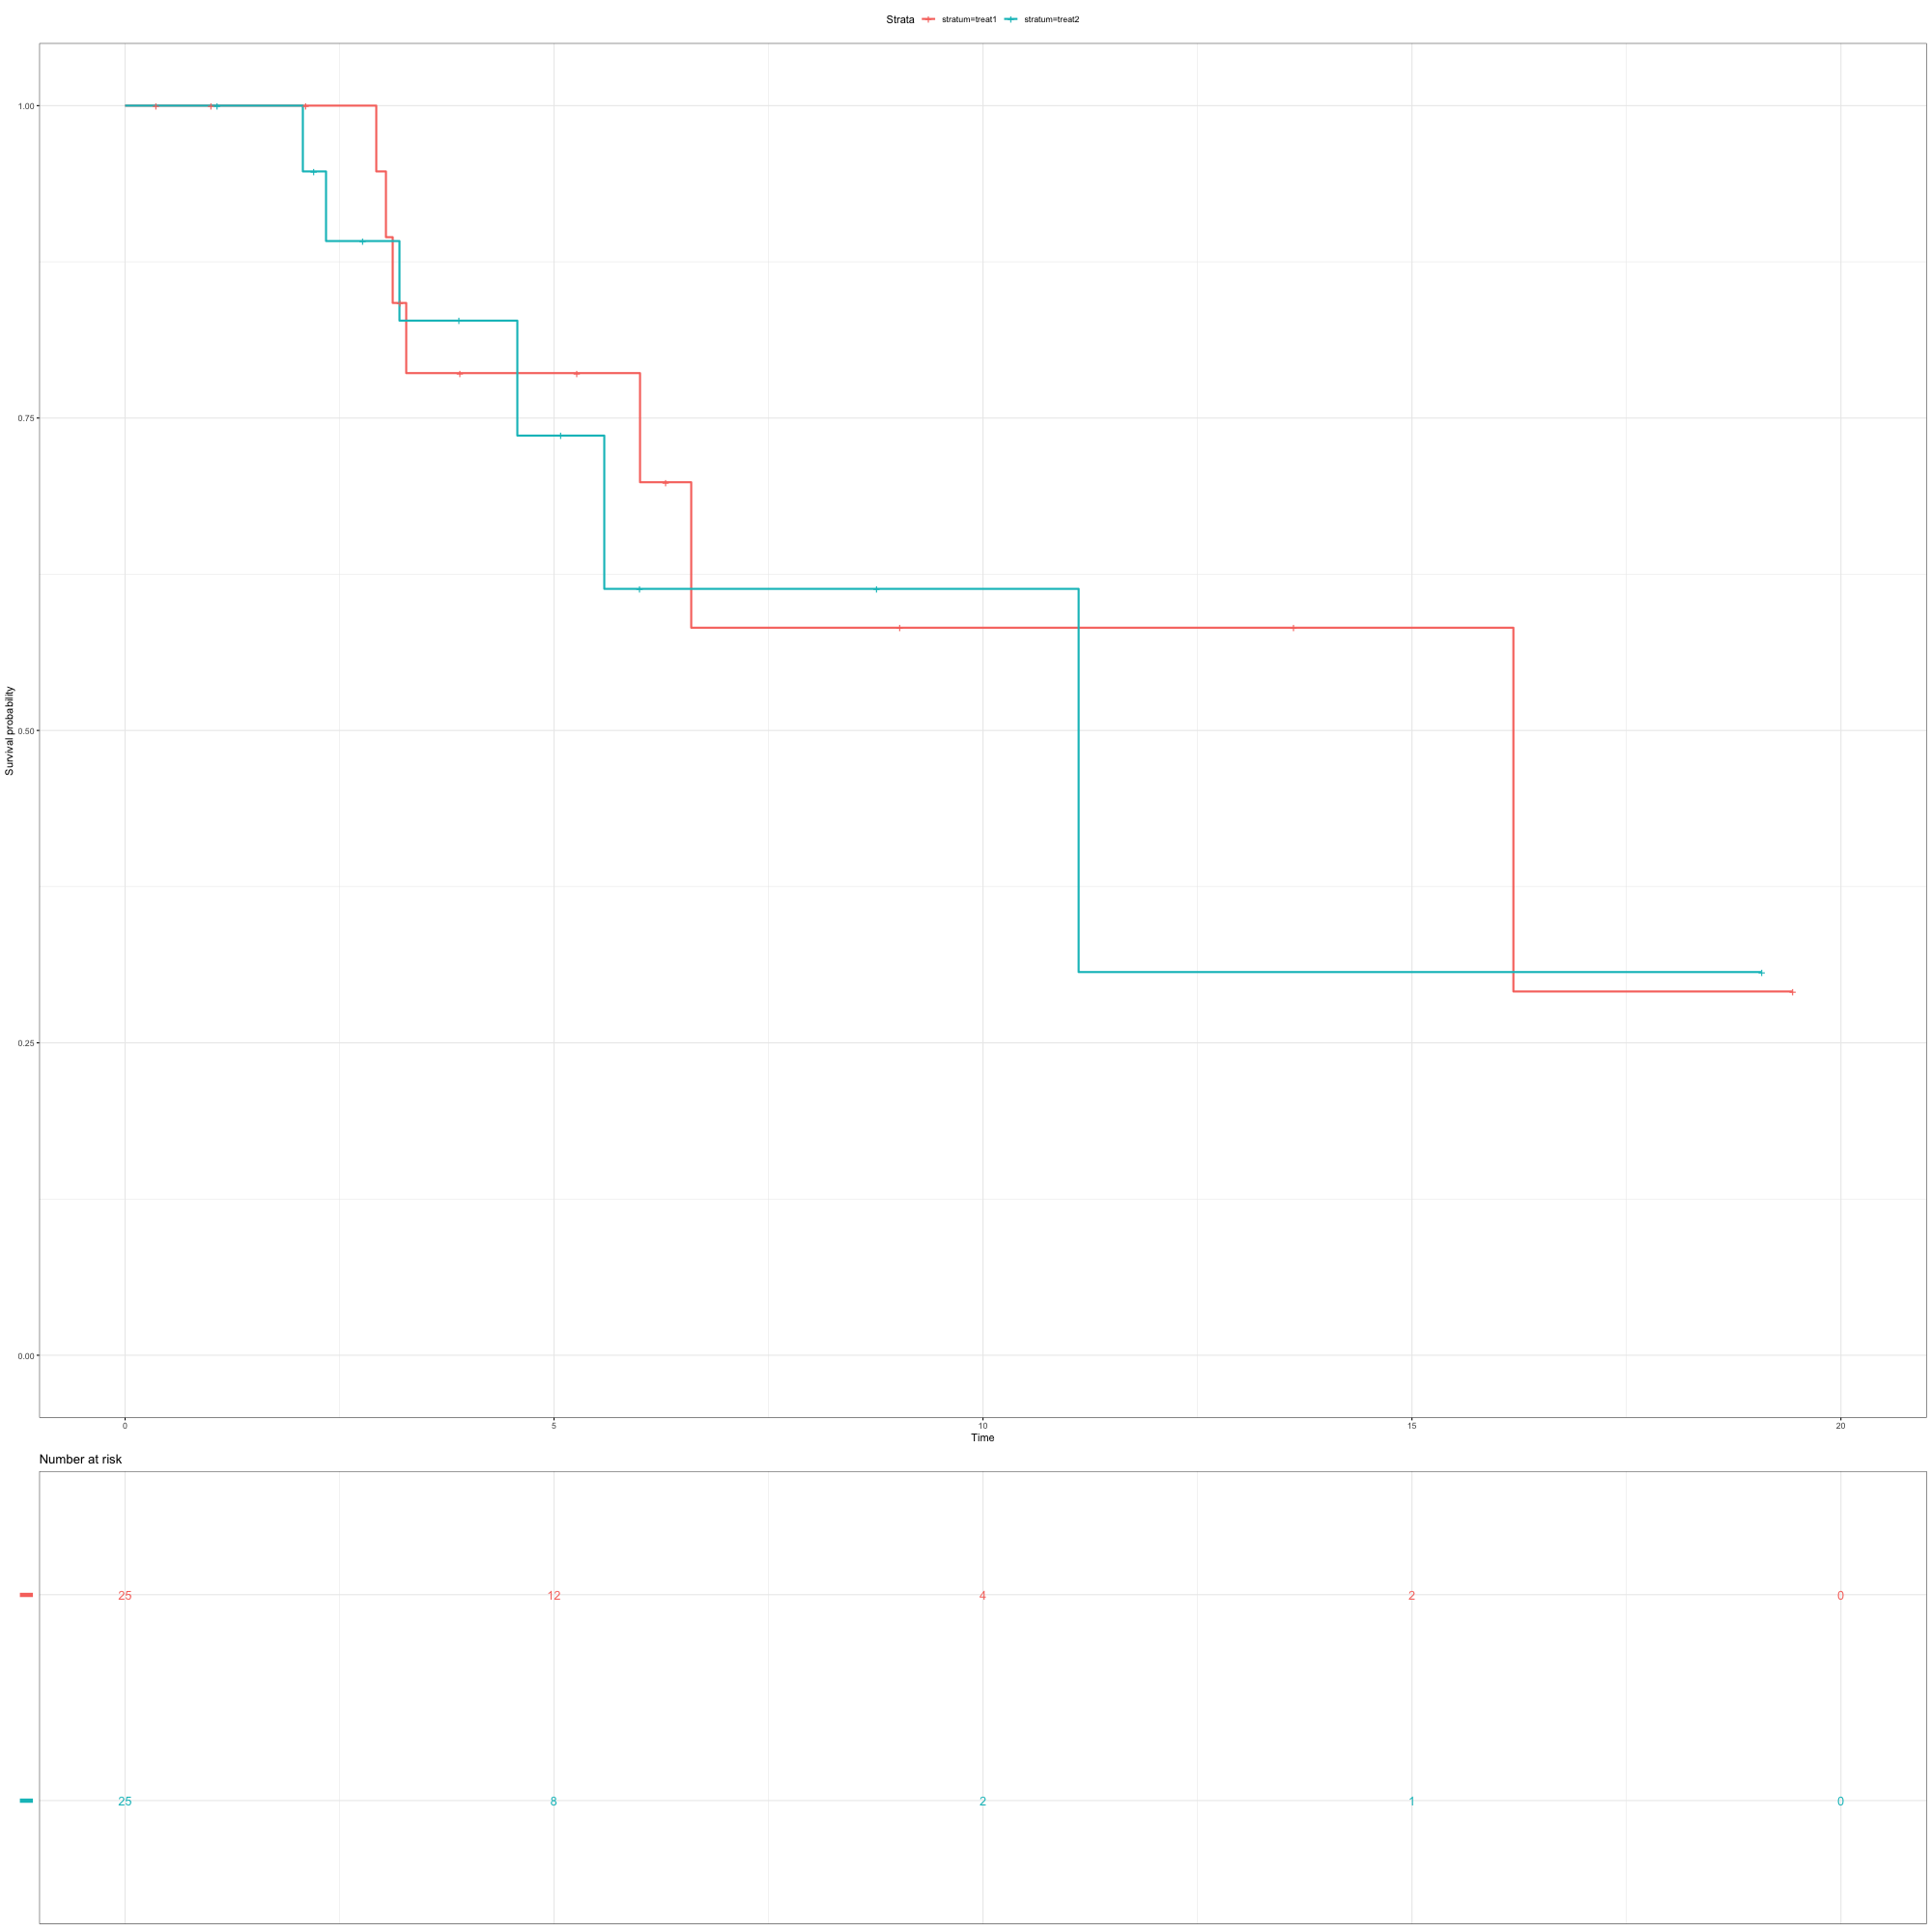 Strata stratum=treat1 stratum=treat2
1.00
0.75
0.50
0.25
0.00
Survival probability
0 5 10 15 20
Time
Number at risk
25 12 4 2 0
25 8 2 1 0